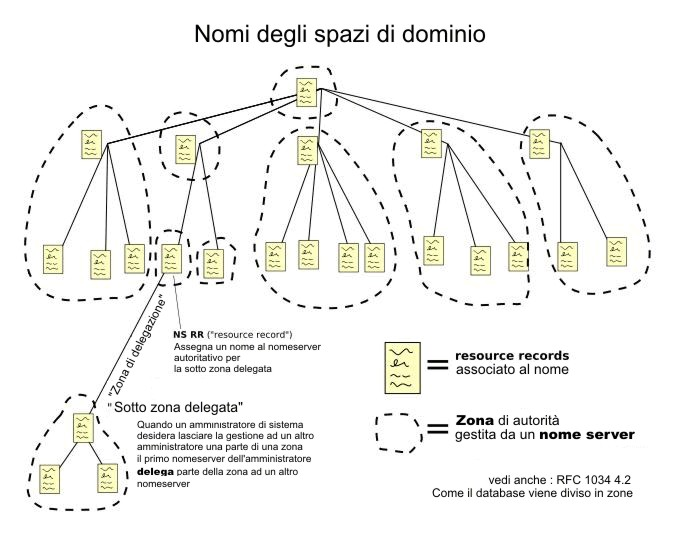 Nomi degli spazi di dominio
NS RR ("resource record")
Assegna un nome al nomeserver
autoritativo per
la sotto zona delegata
"Zona di delegazione"
"Sotto zona delegata"
Quando un amministratore di sistema
desidera lasciare la gestione ad un altro
amministratore una parte di una zona
il primo nomeserver dell'amministratore
delega parte della zona ad un altro
nomeserver
resource records
associato al nome
Zona di autorità
gestita da un nome server
vedi anche : RFC 1034 4.2
Come il database viene diviso in zone